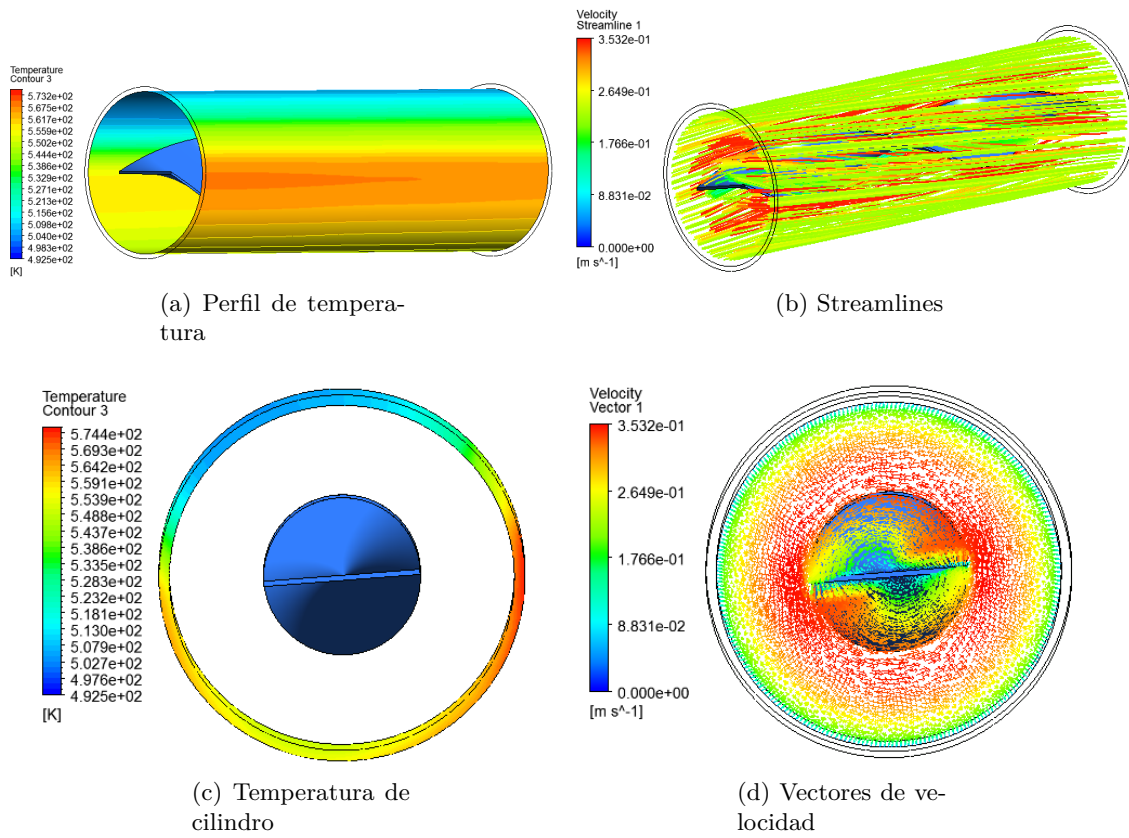 Temperature
Contour 3
5.732e+02
5.675e+02
5.617e+02
5.559e+02
5.502e+02
5.444e+02
5.386e+02
5.329e+02
5.271e+02
5.213e+02
5.156e+02
5.098e+02
5.040e+02
4.983e+02
4.925e+02
[K]
(a) Perfil de tempera-
tura
Velocity
Streamline 1
3.532e-01
2.649e-01
1.766e-01
8.831e-02
0.000e+00
[m s^-1]
(b) Streamlines
Temperature
Contour 3
5.744e+02
5.693e+02
5.642e+02
5.591e+02
5.539e+02
5.488e+02
5.437e+02
5.386e+02
5.335e+02
5.283e+02
5.232e+02
5.181e+02
5.130e+02
5.079e+02
5.027e+02
4.976e+02
4.925e+02
[K]
(c) Temperatura de
cilindro
Velocity
Vector 1
3.532e-01
2.649e-01
1.766e-01
8.831e-02
0.000e+00
[m s^-1]
(d) Vectores de ve-
locidad